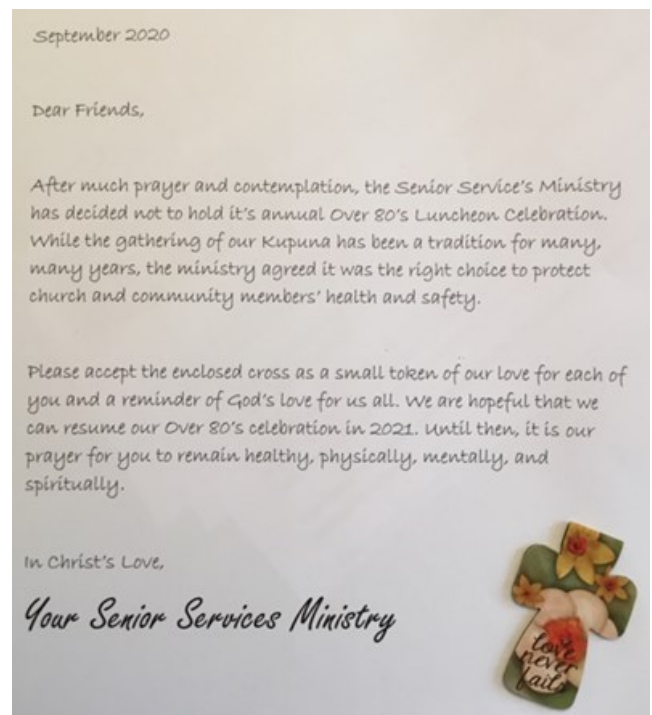 September 2020
Dear Friends,
After much prayer and contemplation, the Senior Service's Ministry
has decided not to hold it's annual Over 80's Luncheon Celebration.
While the gathering of our Kupuna has been a tradition for many,
many years, the ministry agreed it was the right choice to protect
church and community members' health and safety.
Please accept the enclosed cross as a small token of our love for each of
you and a reminder of God's love for us all. We are hopeful that we
can resume our Over 80's celebration in 2021. Until then, it is our
prayer for you to remain healthy, physically, mentally, and
spiritually.
In Christ's Love,
Your Senior Services Ministry
love
never
fails